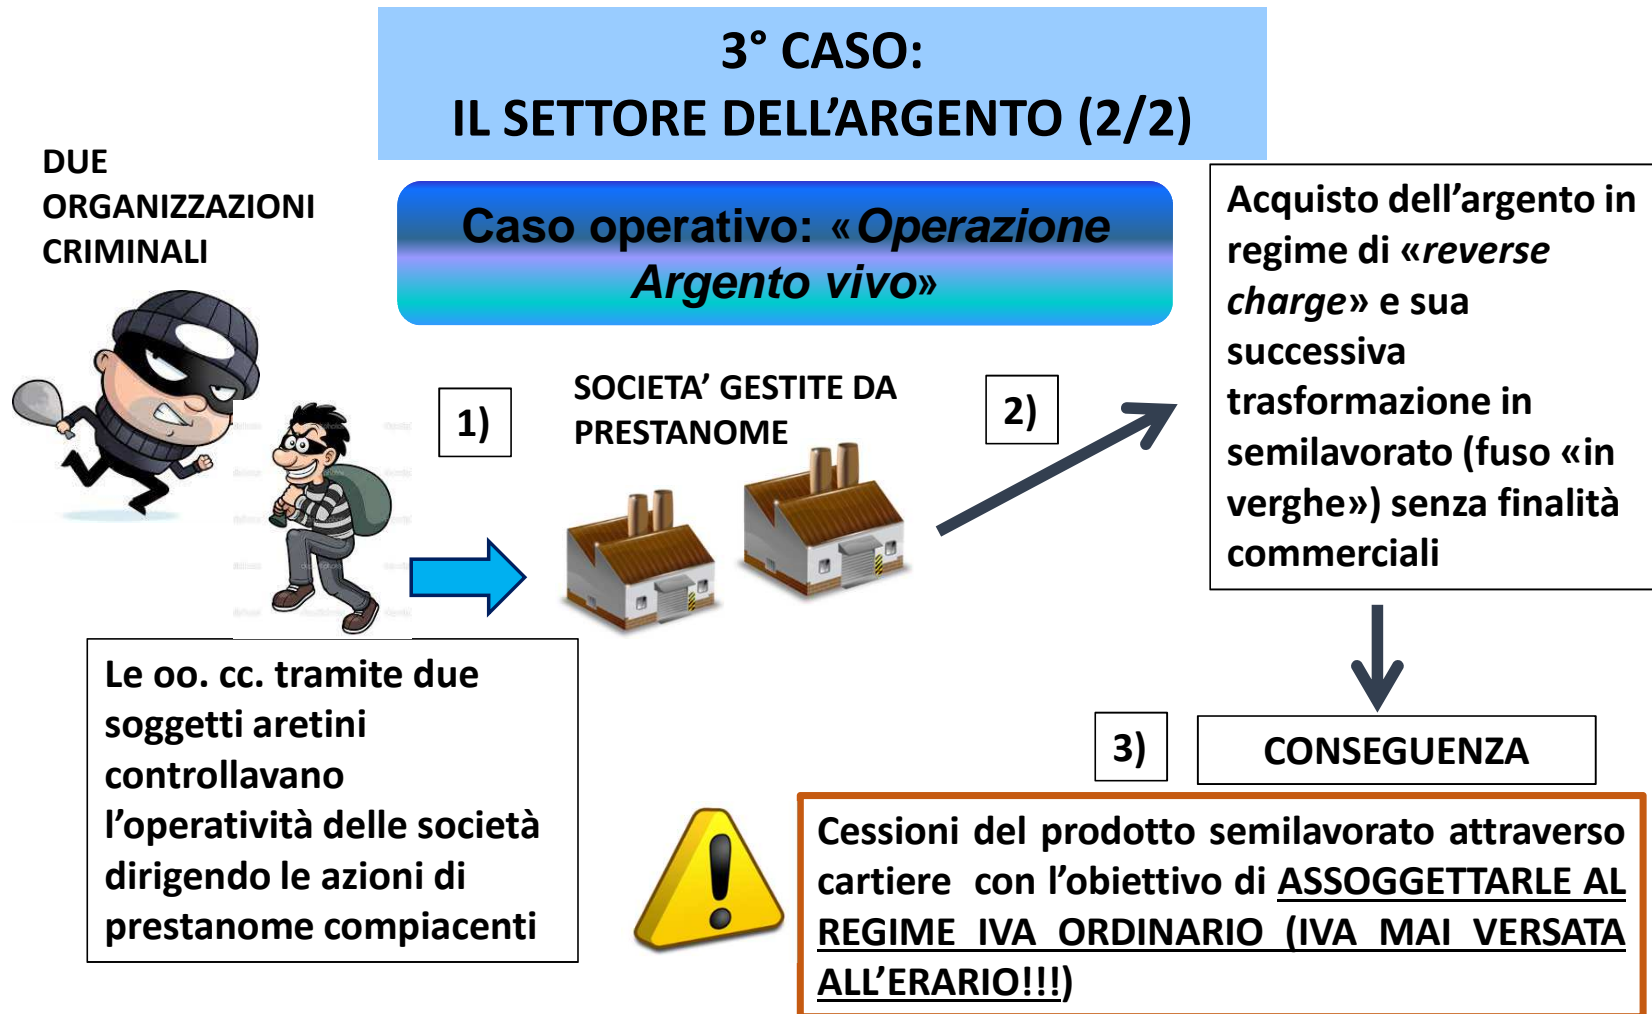 3° CASO:
IL SETTORE DELL’ARGENTO (2/2)
DUE
ORGANIZZAZIONI
CRIMINALI
Caso operativo: «Operazione
Argento vivo»
1)
SOCIETA’ GESTITE DA
PRESTANOME
2)
Acquisto dell’argento in
regime di «reverse
charge» e sua
successiva
trasformazione in
semilavorato (fuso «in
verghe») senza finalità
commerciali
Le oo. cc. tramite due
soggetti aretini
controllavano
l’operatività delle società
dirigendo le azioni di
prestanome compiacenti
3)
CONSEGUENZA
Cessioni del prodotto semilavorato attraverso
cartiere con l’obiettivo di ASSOGGETTARLE AL
REGIME IVA ORDINARIO (IVA MAI VERSATA
ALL’ERARIO!!!)